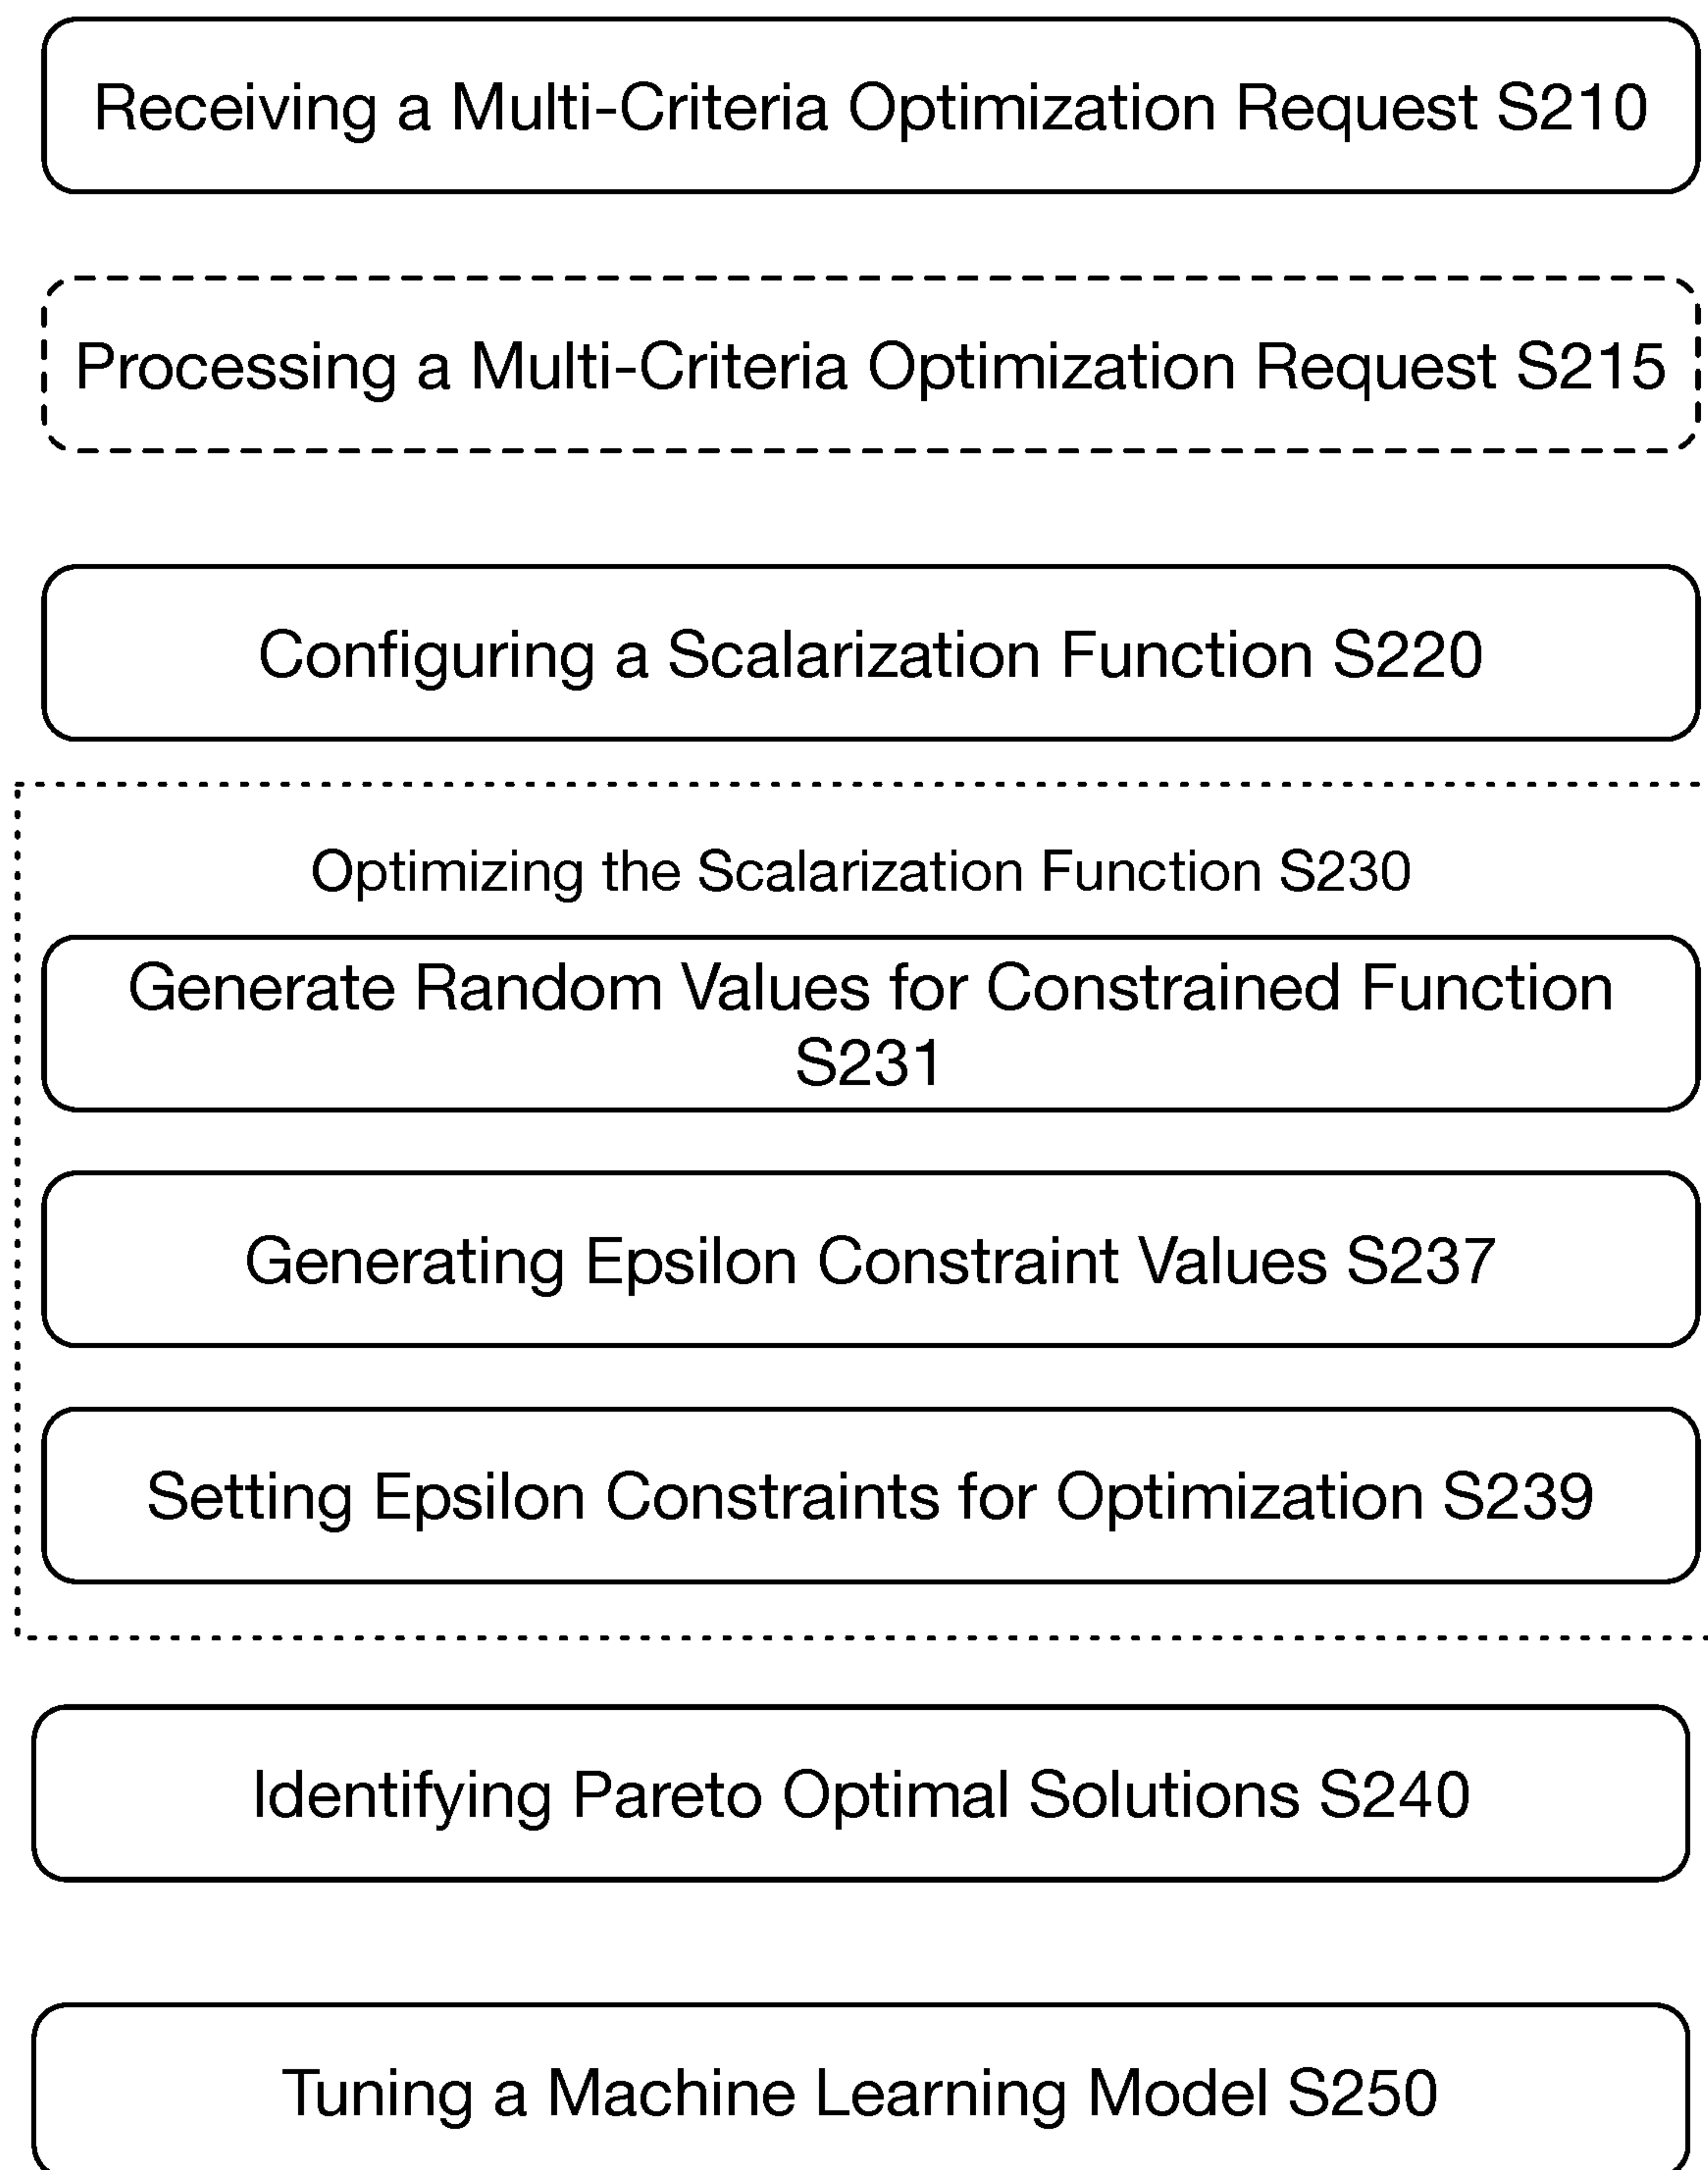 Receiving a Multi-Criteria Optimization Request S210
Processing a Multi-Criteria Optimization Request S215
Configuring a Scalarization Function S220
Optimizing the Scalarization Function S230
Generate Random Values for Constrained Function
S231
Generating Epsilon Constraint Values S237
Setting Epsilon Constraints for Optimization S239
Identifying Pareto Optimal Solutions S240
Tuning a Machine Learning Model S250